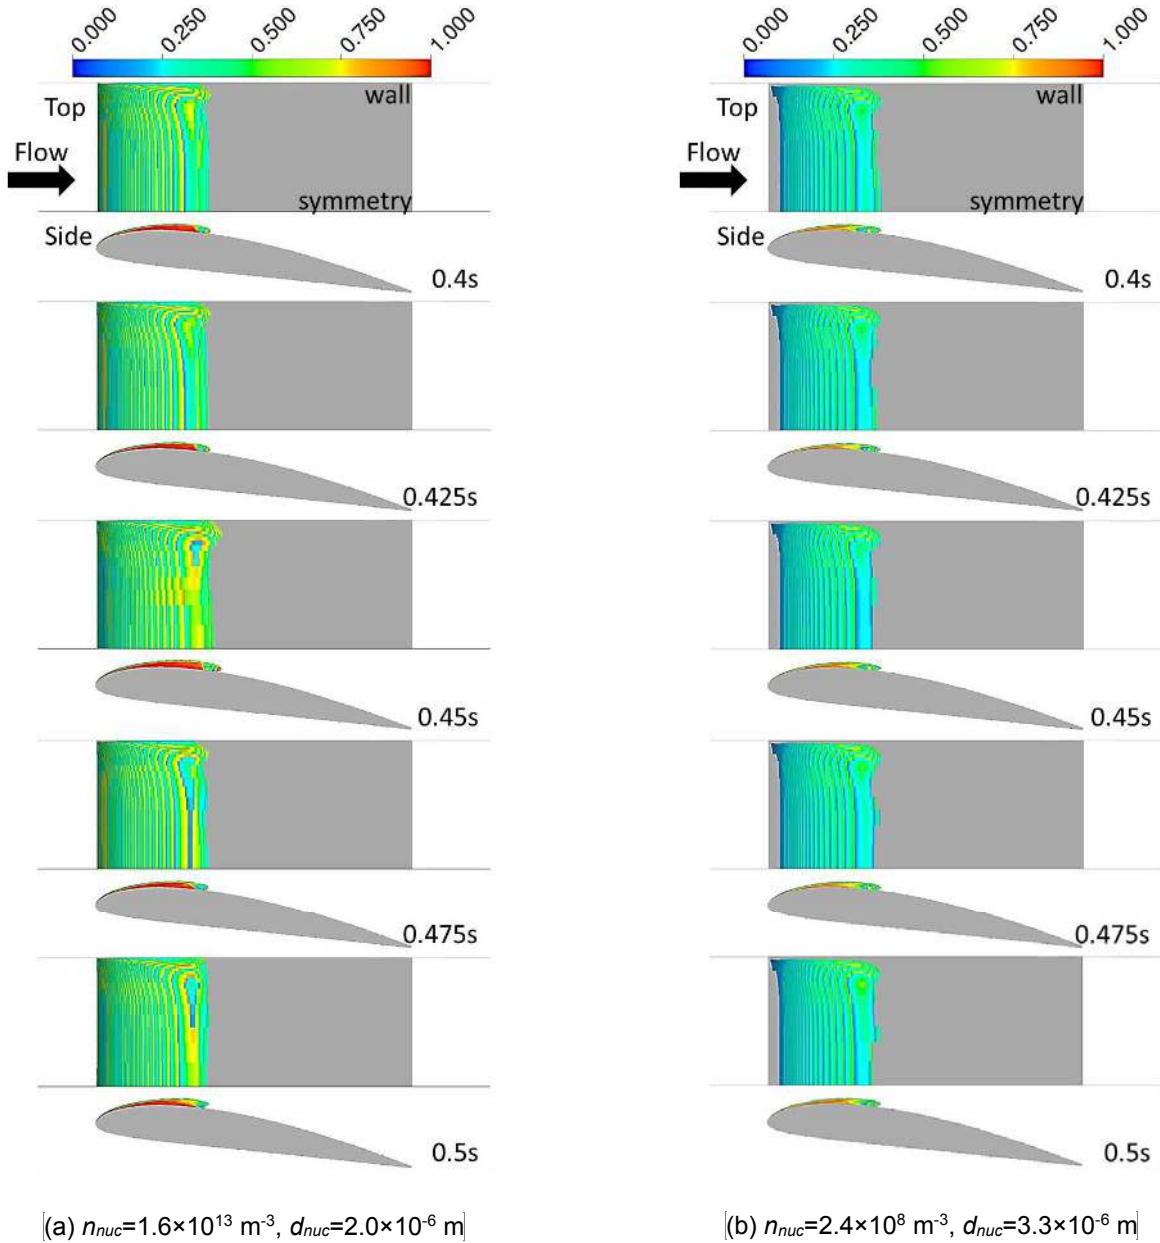 0.000 0.250 0.500 0.750 1.000
Top
wall
Flow
symmetry
Side
0.4s
0.425s
0.45s
0.475s
0.5s
(a) nnuc=1.6×10¹³ m⁻³, dnuc=2.0×10⁻⁶ m
0.000 0.250 0.500 0.750 1.000
Top
wall
Flow
symmetry
Side
0.4s
0.425s
0.45s
0.475s
0.5s
(b) nnuc=2.4×10⁸ m⁻³, dnuc=3.3×10⁻⁶ m